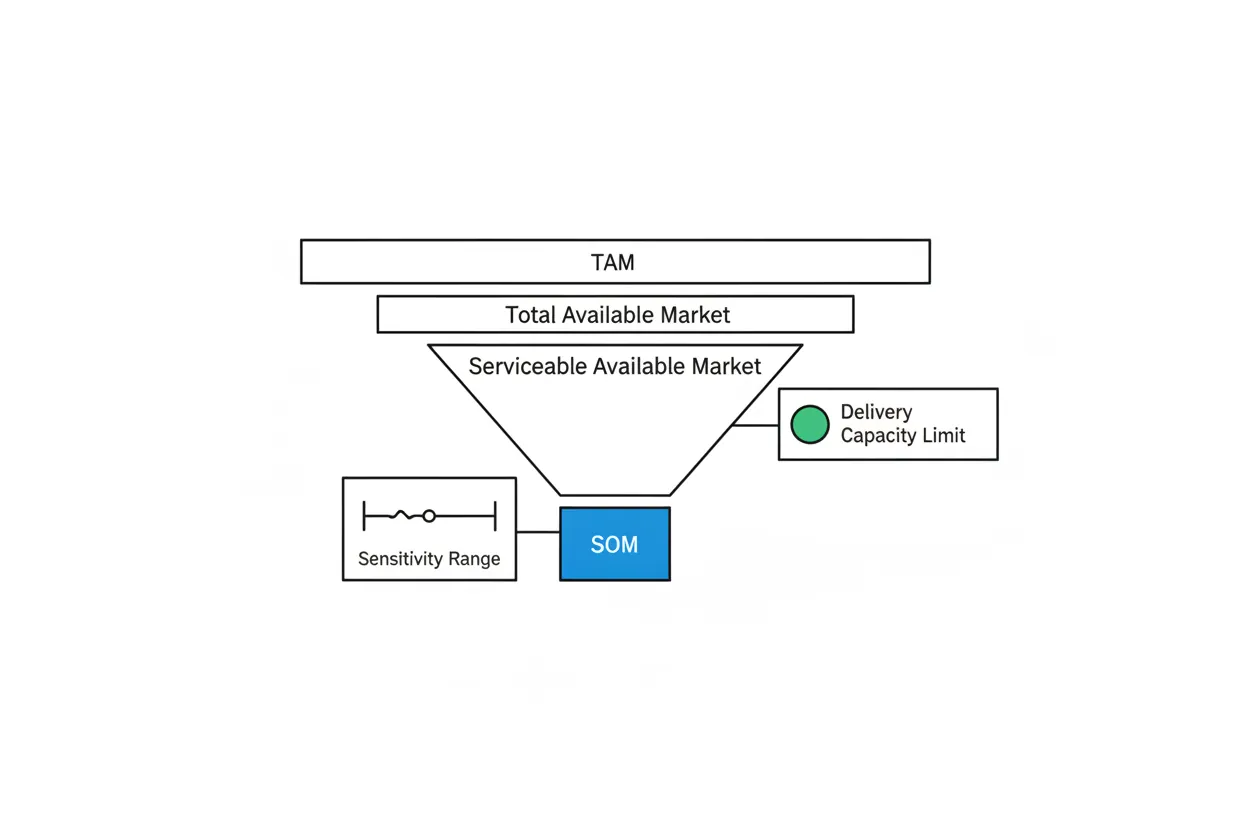 TAM
Total Available Market
Serviceable Available Market
Delivery
Capacity Limit
Sensitivity Range
SOM